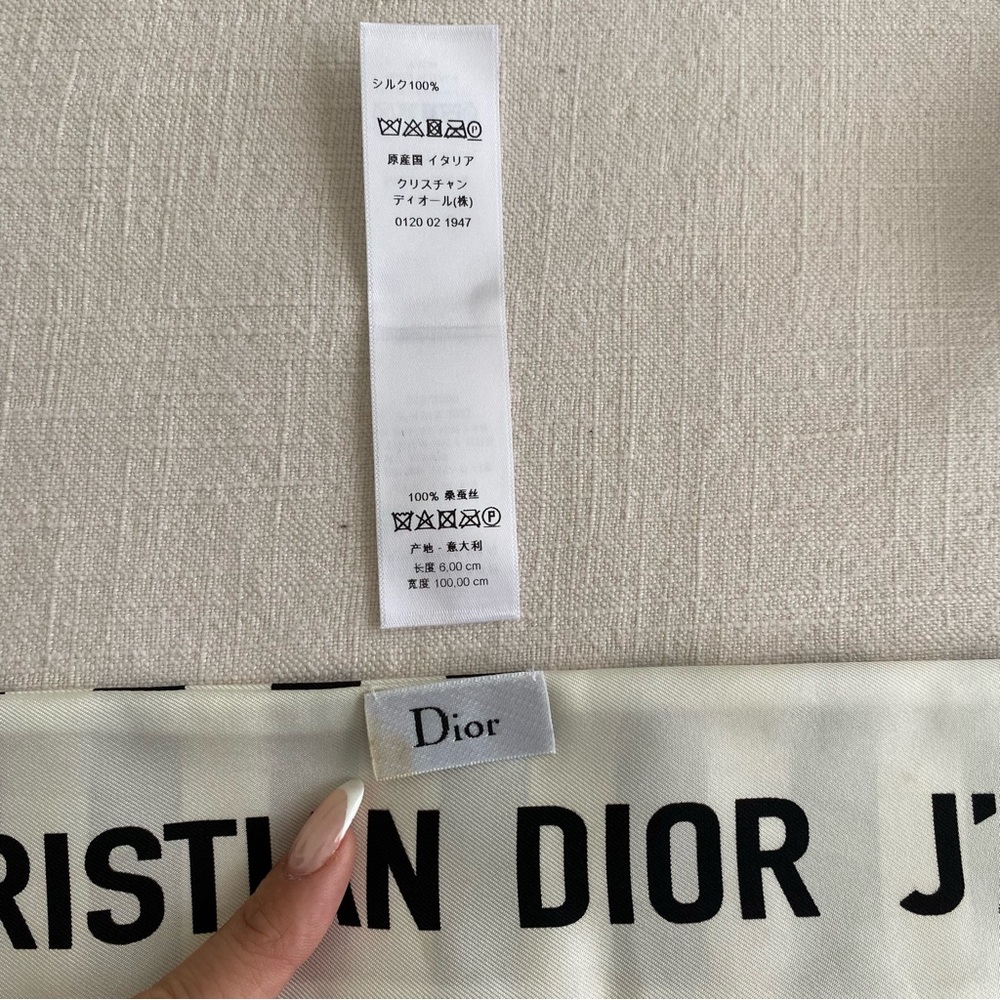 シルク100%
P
原産国 イタリア
クリスチャン
ディオール(株)
0120 02 1947
100% 桑蚕丝
P
产地 - 意大利
长度 6,00 cm
宽度 100,00 cm
Dior
RISTIAN DIOR J'